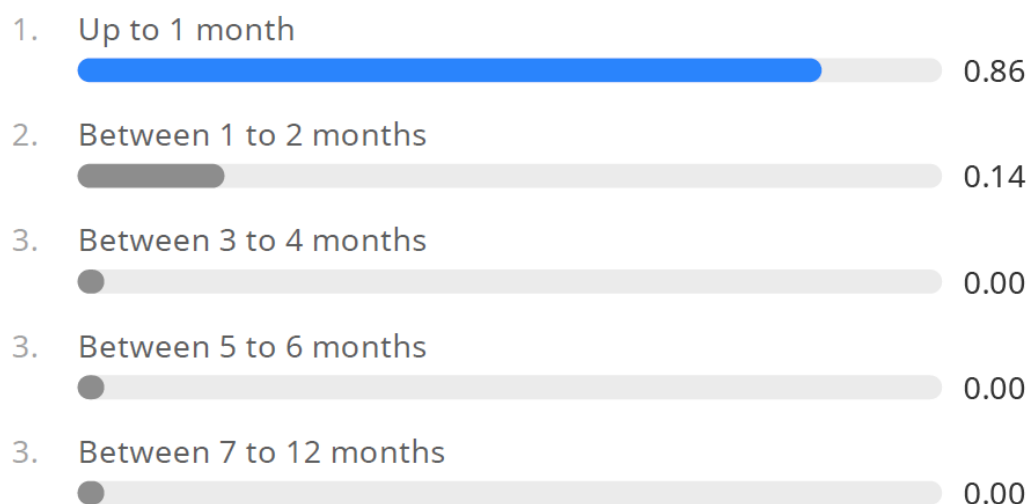 1. Up to 1 month
0.86
2. Between 1 to 2 months
0.14
3. Between 3 to 4 months
0.00
3. Between 5 to 6 months
0.00
3. Between 7 to 12 months
0.00